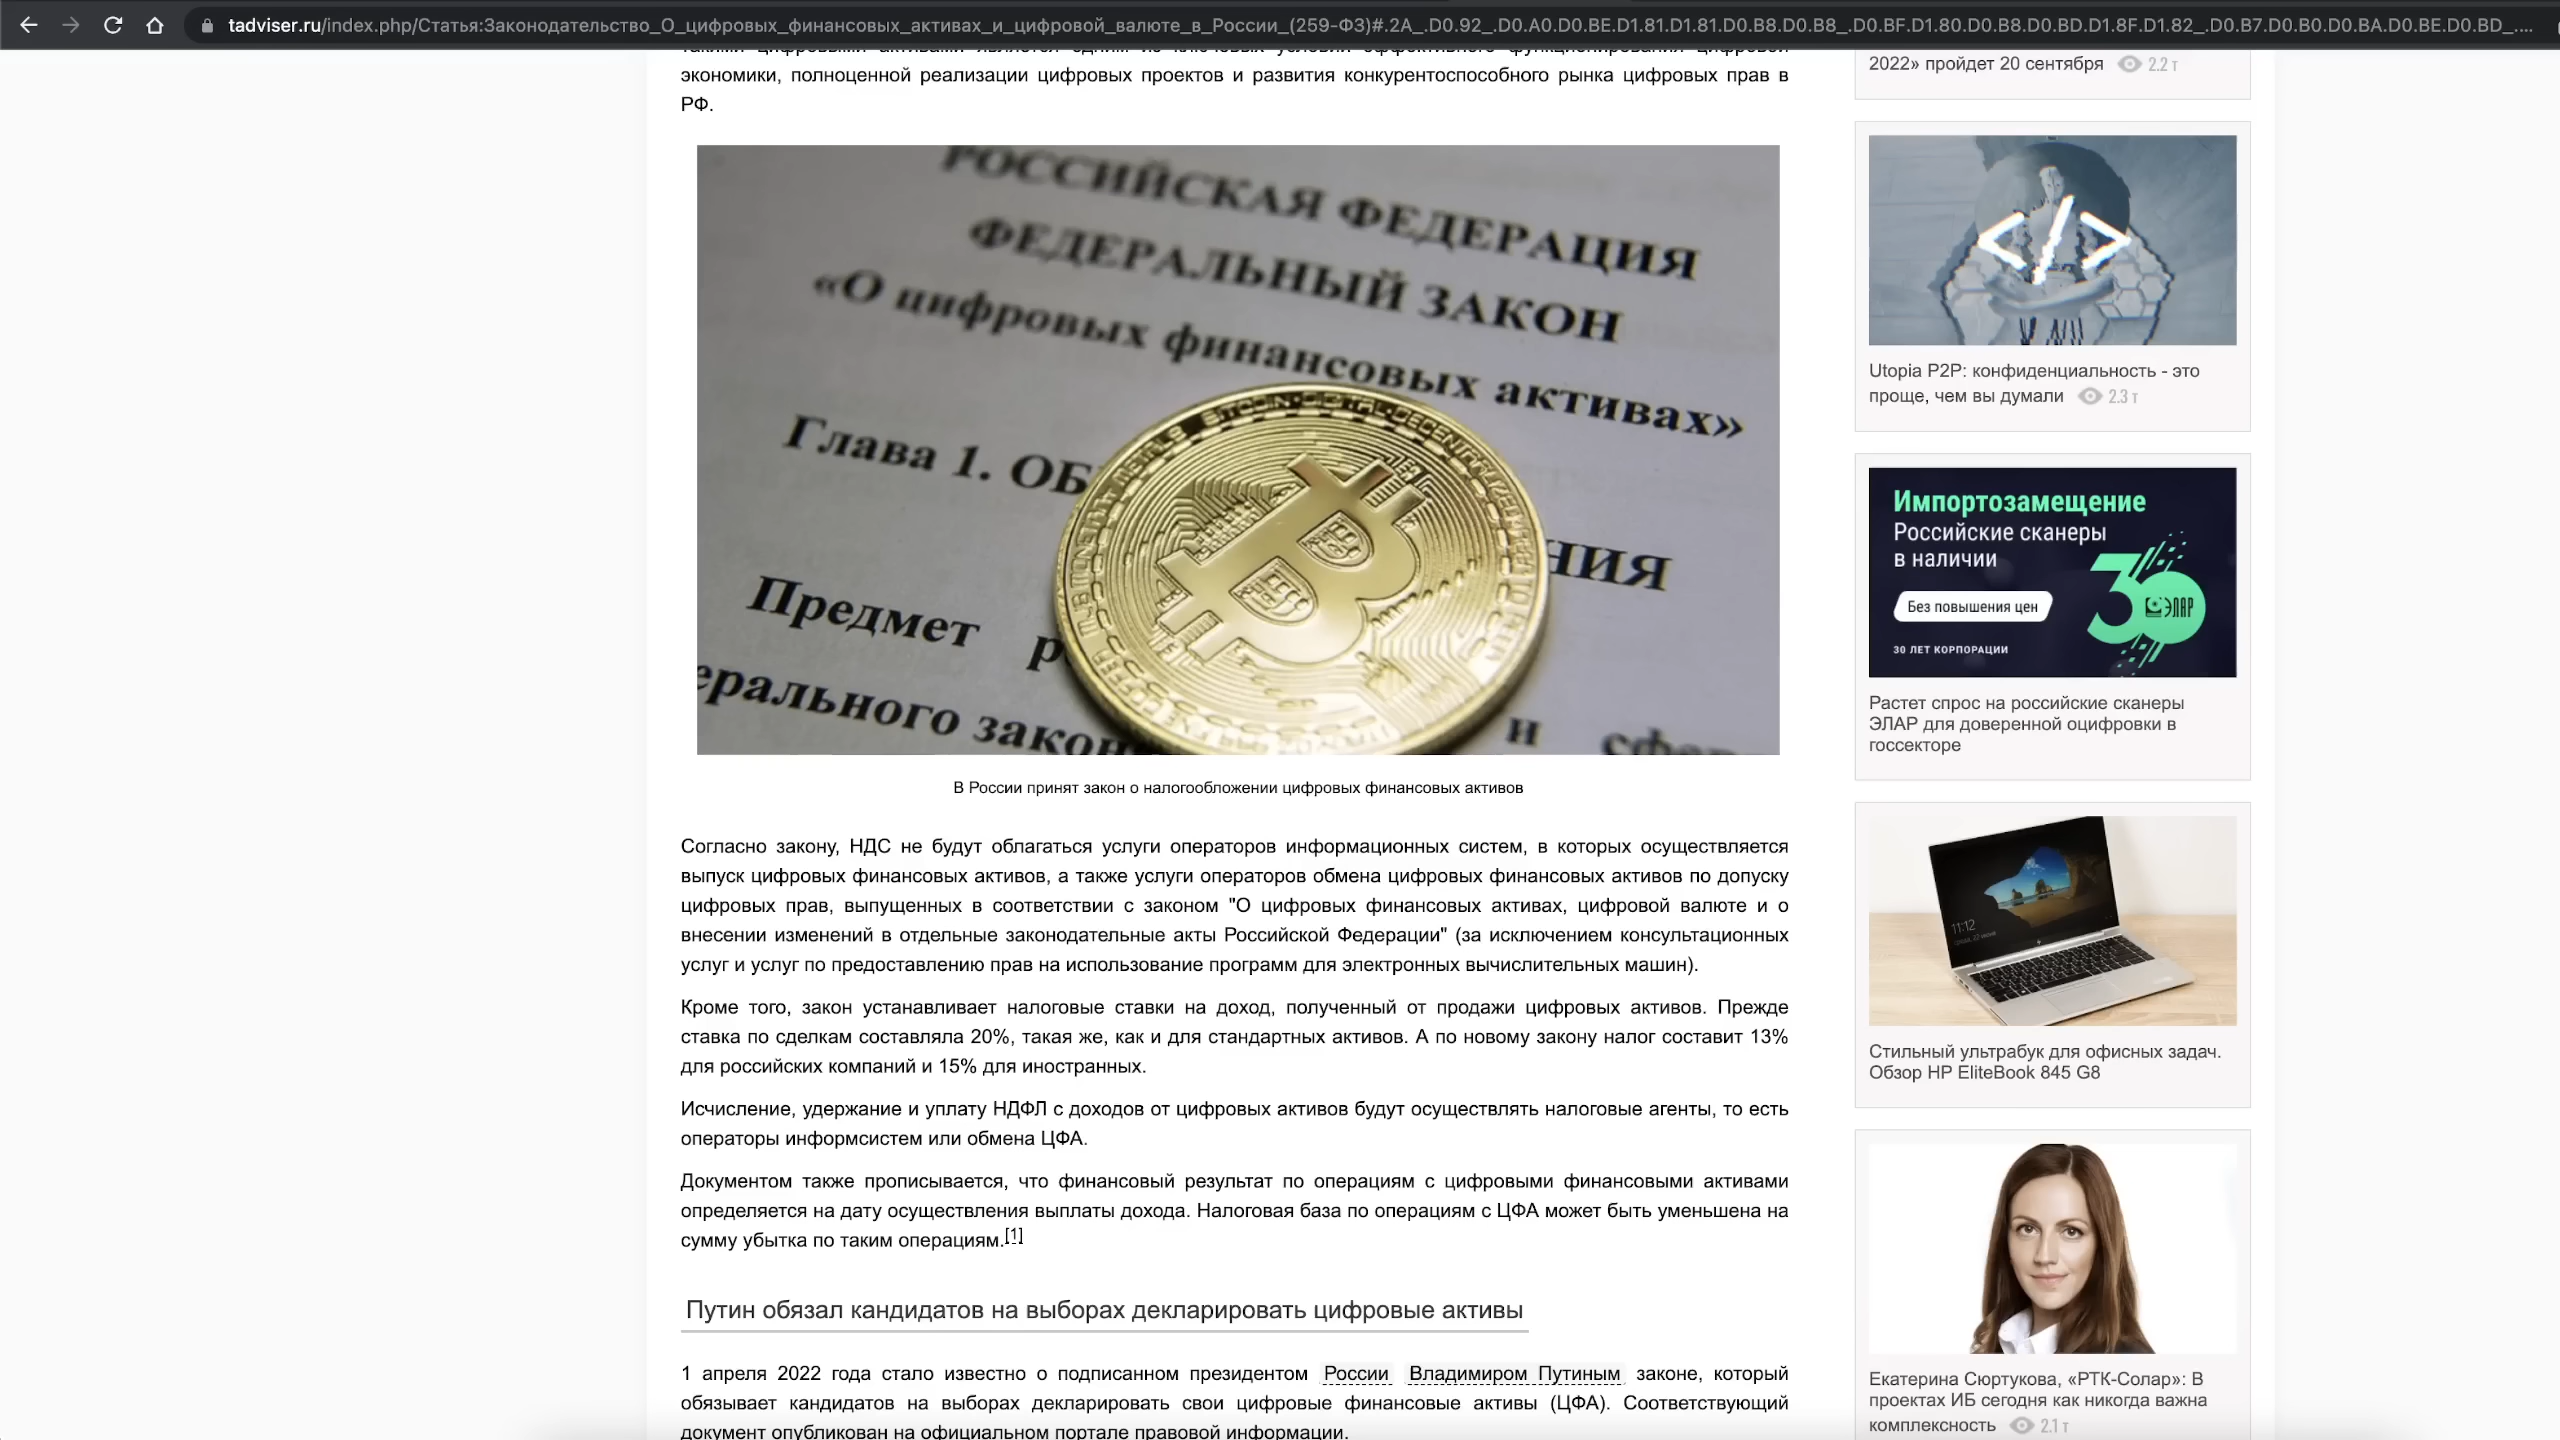 tadviser.ru/index.php/Статья:Законодательство_О_цифровых_финансовых_активах_и_цифровой_валюте_в_России_(259-ФЗ)#.2A_.D0.92_.D0.A0.D0.BE.D1.81.D1.81.D0.B8.D0.B8_.D0.BF.D1.80.D0.B8.D0.BD.D1.8F.D1.82_.D0.B7.D0.B0.D0.BA.D0.BE.D0.BD_....
такими цифровыми активами является одним из ключевых условий эффективного функционирования цифровой
экономики, полноценной реализации цифровых проектов и развития конкурентоспособного рынка цифровых прав в
РФ.
РОССИЙСКАЯ ФЕДЕРАЦИЯ
ФЕДЕРАЛЬНЫЙ ЗАКОН
«О цифровых финансовых активах»
Глава 1. ОБ
НИЯ
Предмет р
ерального закон
и сфер
В России принят закон о налогообложении цифровых финансовых активов
Согласно закону, НДС не будут облагаться услуги операторов информационных систем, в которых осуществляется
выпуск цифровых финансовых активов, а также услуги операторов обмена цифровых финансовых активов по допуску
цифровых прав, выпущенных в соответствии с законом "О цифровых финансовых активах, цифровой валюте и о
внесении изменений в отдельные законодательные акты Российской Федерации" (за исключением консультационных
услуг и услуг по предоставлению прав на использование программ для электронных вычислительных машин).
Кроме того, закон устанавливает налоговые ставки на доход, полученный от продажи цифровых активов. Прежде
ставка по сделкам составляла 20%, такая же, как и для стандартных активов. А по новому закону налог составит 13%
для российских компаний и 15% для иностранных.
Исчисление, удержание и уплату НДФЛ с доходов от цифровых активов будут осуществлять налоговые агенты, то есть
операторы информсистем или обмена ЦФА.
Документом также прописывается, что финансовый результат по операциям с цифровыми финансовыми активами
определяется на дату осуществления выплаты дохода. Налоговая база по операциям с ЦФА может быть уменьшена на
сумму убытка по таким операциям.[1]
Путин обязал кандидатов на выборах декларировать цифровые активы
1 апреля 2022 года стало известно о подписанном президентом России Владимиром Путиным законе, который
обязывает кандидатов на выборах декларировать свои цифровые финансовые активы (ЦФА). Соответствующий
документ опубликован на официальном портале правовой информации.
2022» пройдет 20 сентября 2.2 т
</>
Utopia P2P: конфиденциальность - это
проще, чем вы думали 2.3 т
Импортозамещение
Российские сканеры
в наличии
Без повышения цен
30 ЭЛАР
30 ЛЕТ КОРПОРАЦИИ
Растет спрос на российские сканеры
ЭЛАР для доверенной оцифровки в
госсекторе
11:12
Стильный ультрабук для офисных задач.
Обзор HP EliteBook 845 G8
Екатерина Сюртукова, «РТК-Солар»: В
проектах ИБ сегодня как никогда важна
комплексность 2.1 т